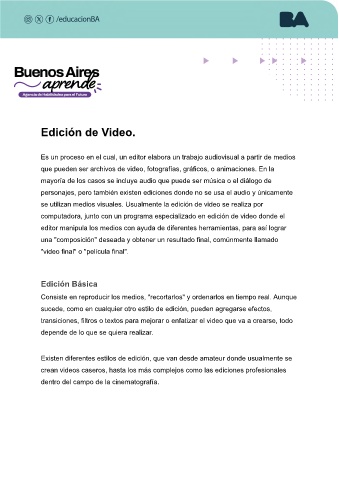 /educacionBA
BA
Buenos Aires
aprende
Agencia de Habilidades para el Futuro
Edición de Video.
Es un proceso en el cual, un editor elabora un trabajo audiovisual a partir de medios
que pueden ser archivos de video, fotografías, gráficos, o animaciones. En la
mayoría de los casos se incluye audio que puede ser música o el diálogo de
personajes, pero también existen ediciones donde no se usa el audio y únicamente
se utilizan medios visuales. Usualmente la edición de video se realiza por
computadora, junto con un programa especializado en edición de video donde el
editor manipula los medios con ayuda de diferentes herramientas, para así lograr
una "composición" deseada y obtener un resultado final, comúnmente llamado
"video final" o "película final".
Edición Básica
Consiste en reproducir los medios, "recortarlos" y ordenarlos en tiempo real. Aunque
sucede, como en cualquier otro estilo de edición, pueden agregarse efectos,
transiciones, filtros o textos para mejorar o enfatizar el video que va a crearse, todo
depende de lo que se quiera realizar.
Existen diferentes estilos de edición, que van desde amateur donde usualmente se
crean videos caseros, hasta los más complejos como las ediciones profesionales
dentro del campo de la cinematografía.